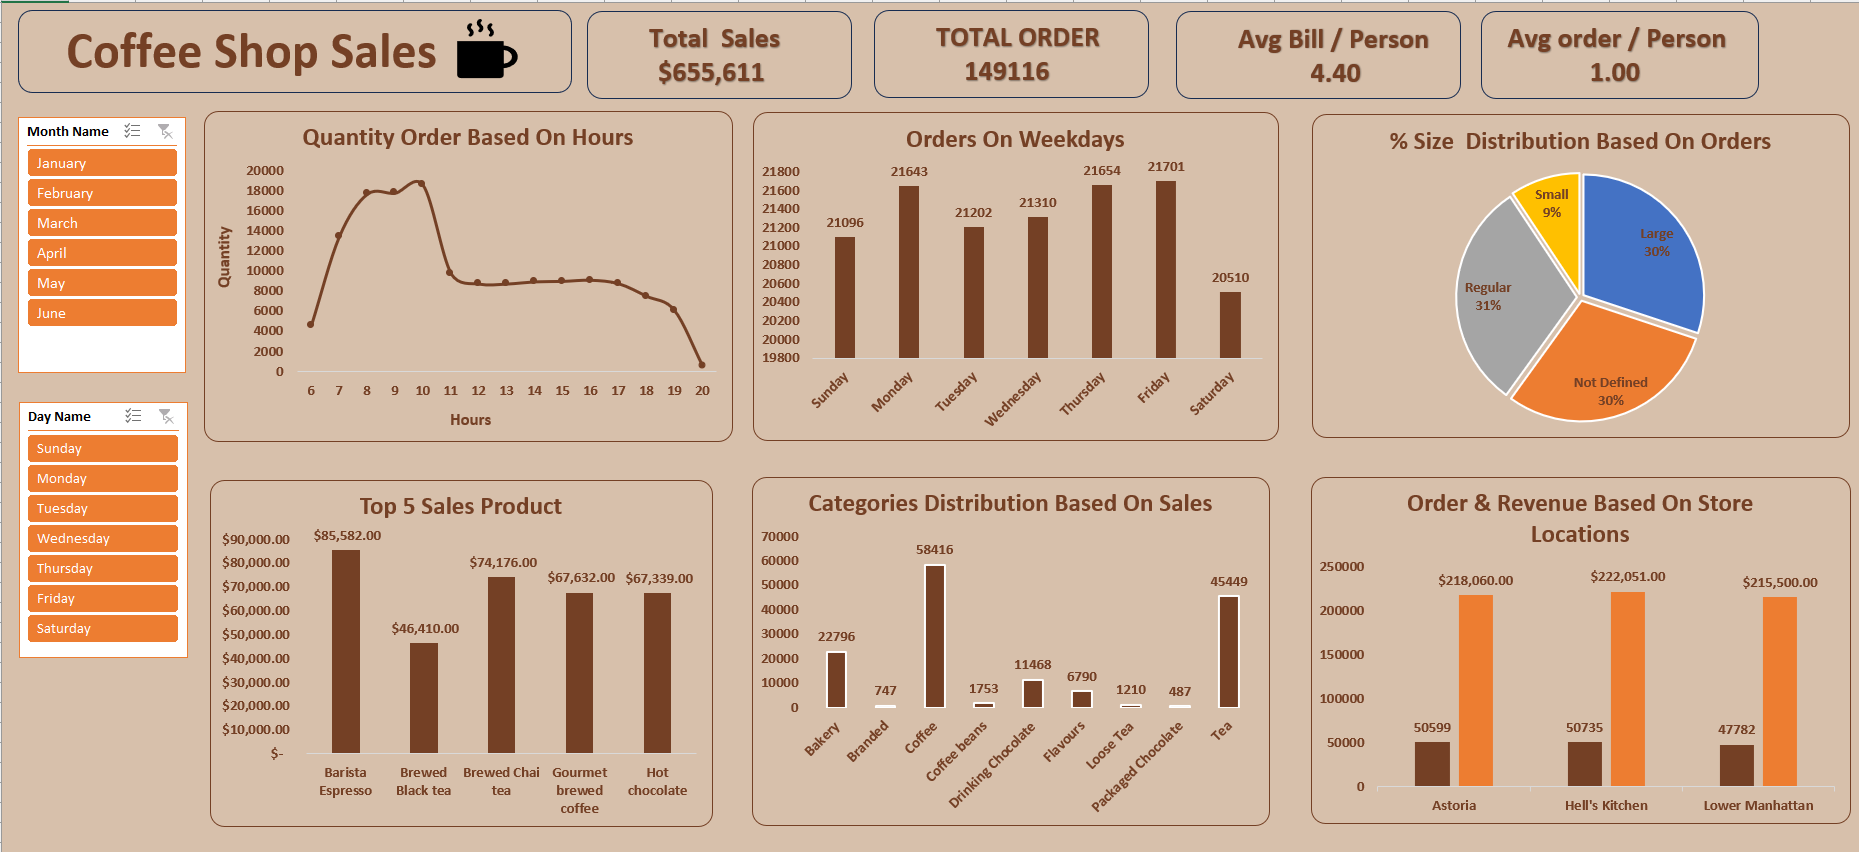 Coffee Shop Sales
Total  Sales
$655,611
TOTAL ORDER
149116
Avg Bill / Person
4.40
Avg order / Person
1.00
Month Name
January
February
March
April
May
June
Day Name
Sunday
Monday
Tuesday
Wednesday
Thursday
Friday
Saturday
Quantity Order Based On Hours
Quantity
20000
18000
16000
14000
12000
10000
8000
6000
4000
2000
0
6 7 8 9 10 11 12 13 14 15 16 17 18 19 20
Hours
Orders On Weekdays
21800
21600
21400
21200
21000
20800
20600
20400
20200
20000
19800
21096 21643 21202 21310 21654 21701 20510
Sunday Monday Tuesday Wednesday Thursday Friday Saturday
% Size  Distribution Based On Orders
Small
9%
Large
30%
Regular
31%
Not Defined
30%
Top 5 Sales Product
$90,000.00
$80,000.00
$70,000.00
$60,000.00
$50,000.00
$40,000.00
$30,000.00
$20,000.00
$10,000.00
$-
$85,582.00 $46,410.00 $74,176.00 $67,632.00 $67,339.00
Barista
Espresso
Brewed
Black tea
Brewed Chai
tea
Gourmet
brewed
coffee
Hot
chocolate
Categories Distribution Based On Sales
70000
60000
50000
40000
30000
20000
10000
0
22796 747 58416 1753 11468 6790 1210 487 45449
Bakery
Branded
Coffee
Coffee beans
Drinking Chocolate
Flavours
Loose Tea
Packaged Chocolate
Tea
Order & Revenue Based On Store
Locations
250000
200000
150000
100000
50000
0
50599 $218,060.00 50735 $222,051.00 47782 $215,500.00
Astoria Hell's Kitchen Lower Manhattan